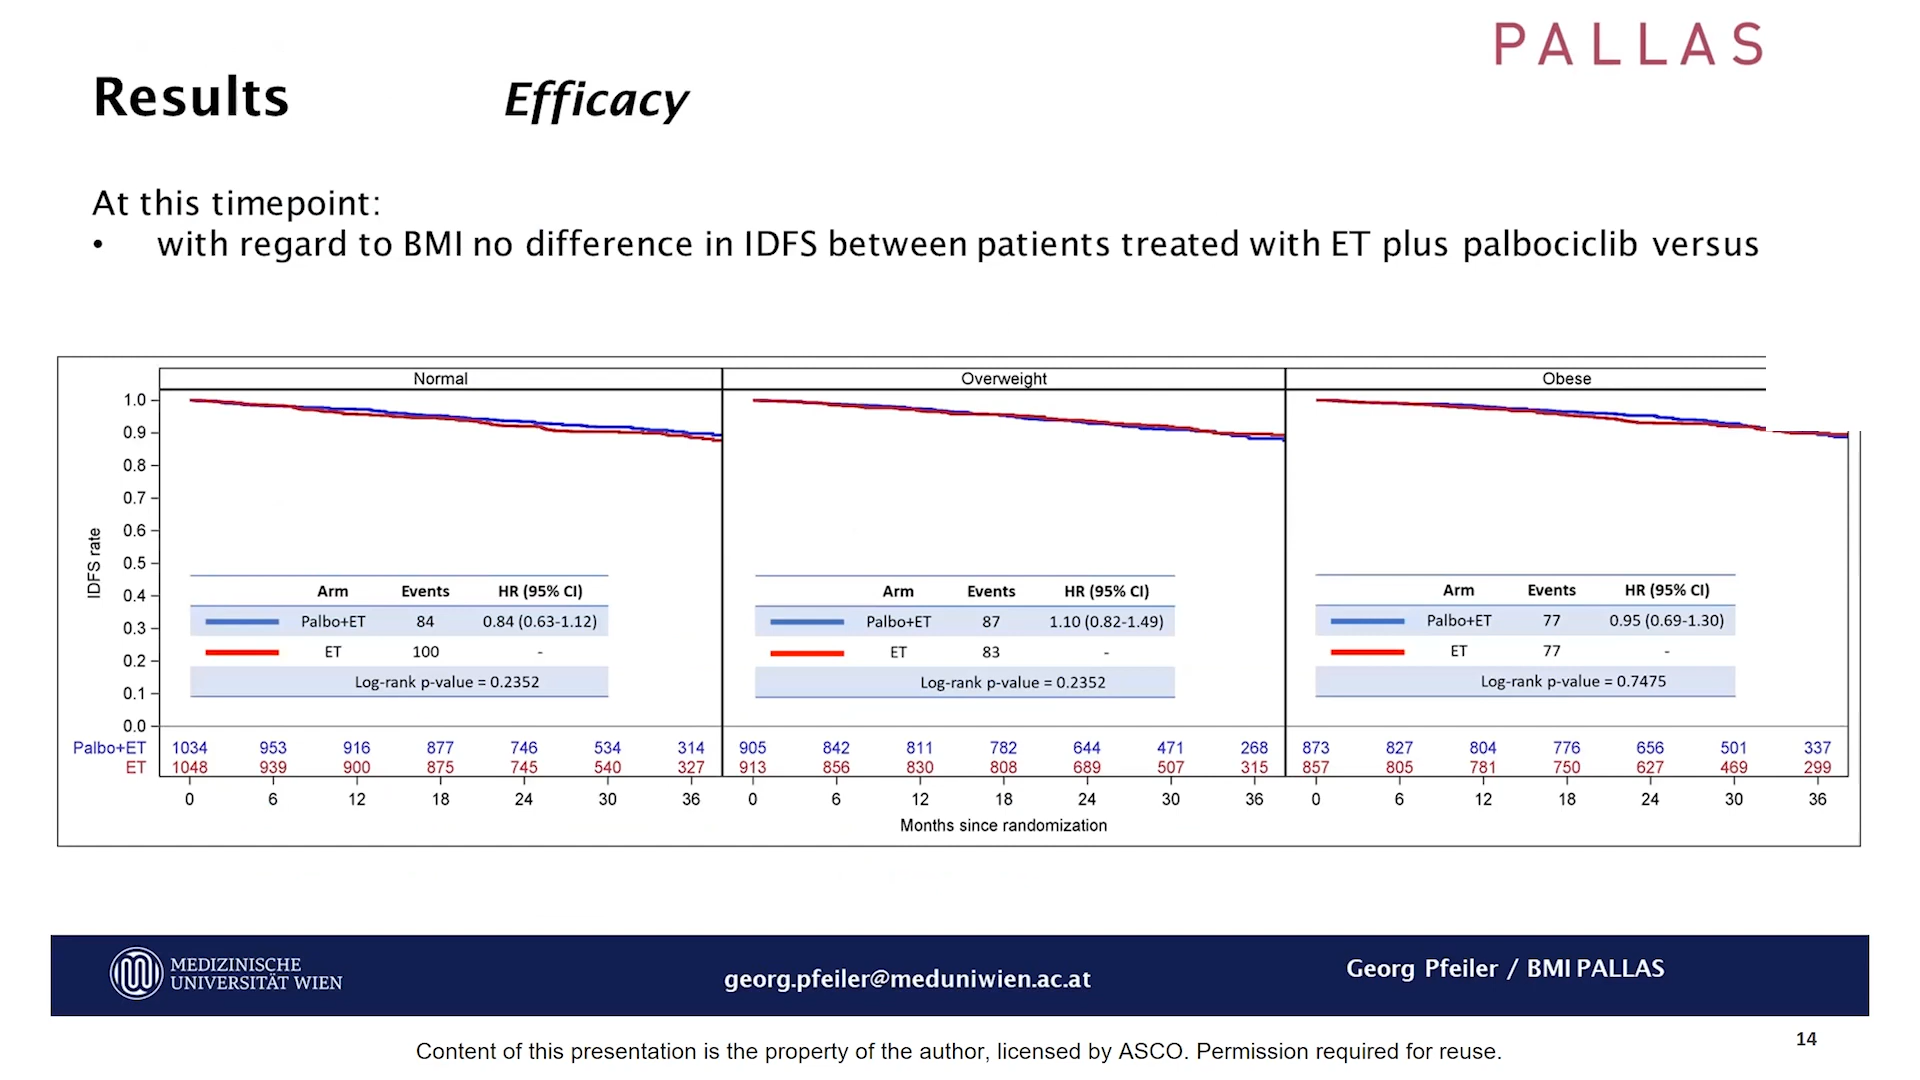 PALLAS
Results Efficacy
At this timepoint:
• with regard to BMI no difference in IDFS between patients treated with ET plus palbociclib versus
Normal Overweight Obese
IDFS rate
1.0
0.9
0.8
0.7
0.6
0.5
0.4
0.3
0.2
0.1
0.0
Arm Events HR (95% CI)
Palbo+ET 84 0.84 (0.63-1.12)
ET 100 -
Log-rank p-value = 0.2352
Arm Events HR (95% CI)
Palbo+ET 87 1.10 (0.82-1.49)
ET 83 -
Log-rank p-value = 0.2352
Arm Events HR (95% CI)
Palbo+ET 77 0.95 (0.69-1.30)
ET 77 -
Log-rank p-value = 0.7475
Palbo+ET 1034 953 916 877 746 534 314 905 842 811 782 644 471 268 873 827 804 776 656 501 337
ET 1048 939 900 875 745 540 327 913 856 830 808 689 507 315 857 805 781 750 627 469 299
0 6 12 18 24 30 36 0 6 12 18 24 30 36 0 6 12 18 24 30 36
Months since randomization
MEDIZINISCHE
UNIVERSITÄT WIEN
georg.pfeiler@meduniwien.ac.at
Georg Pfeiler / BMI PALLAS
14
Content of this presentation is the property of the author, licensed by ASCO. Permission required for reuse.